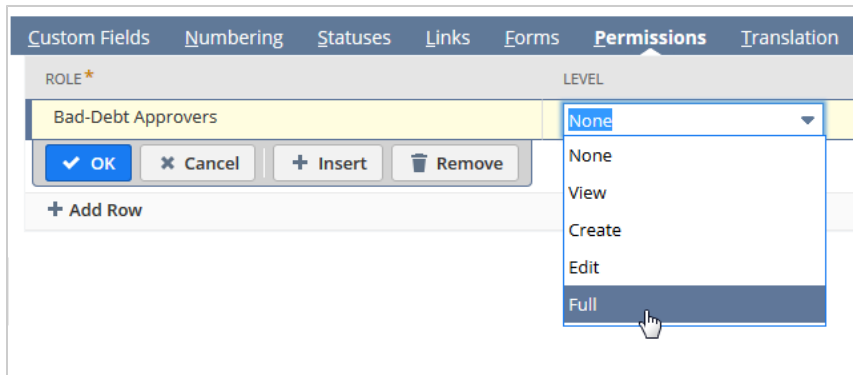 Custom Fields Numbering Statuses Links Forms Permissions Translation
ROLE* LEVEL
Bad-Debt Approvers None
OK Cancel Insert Remove None
View
Add Row Create
Edit
Full